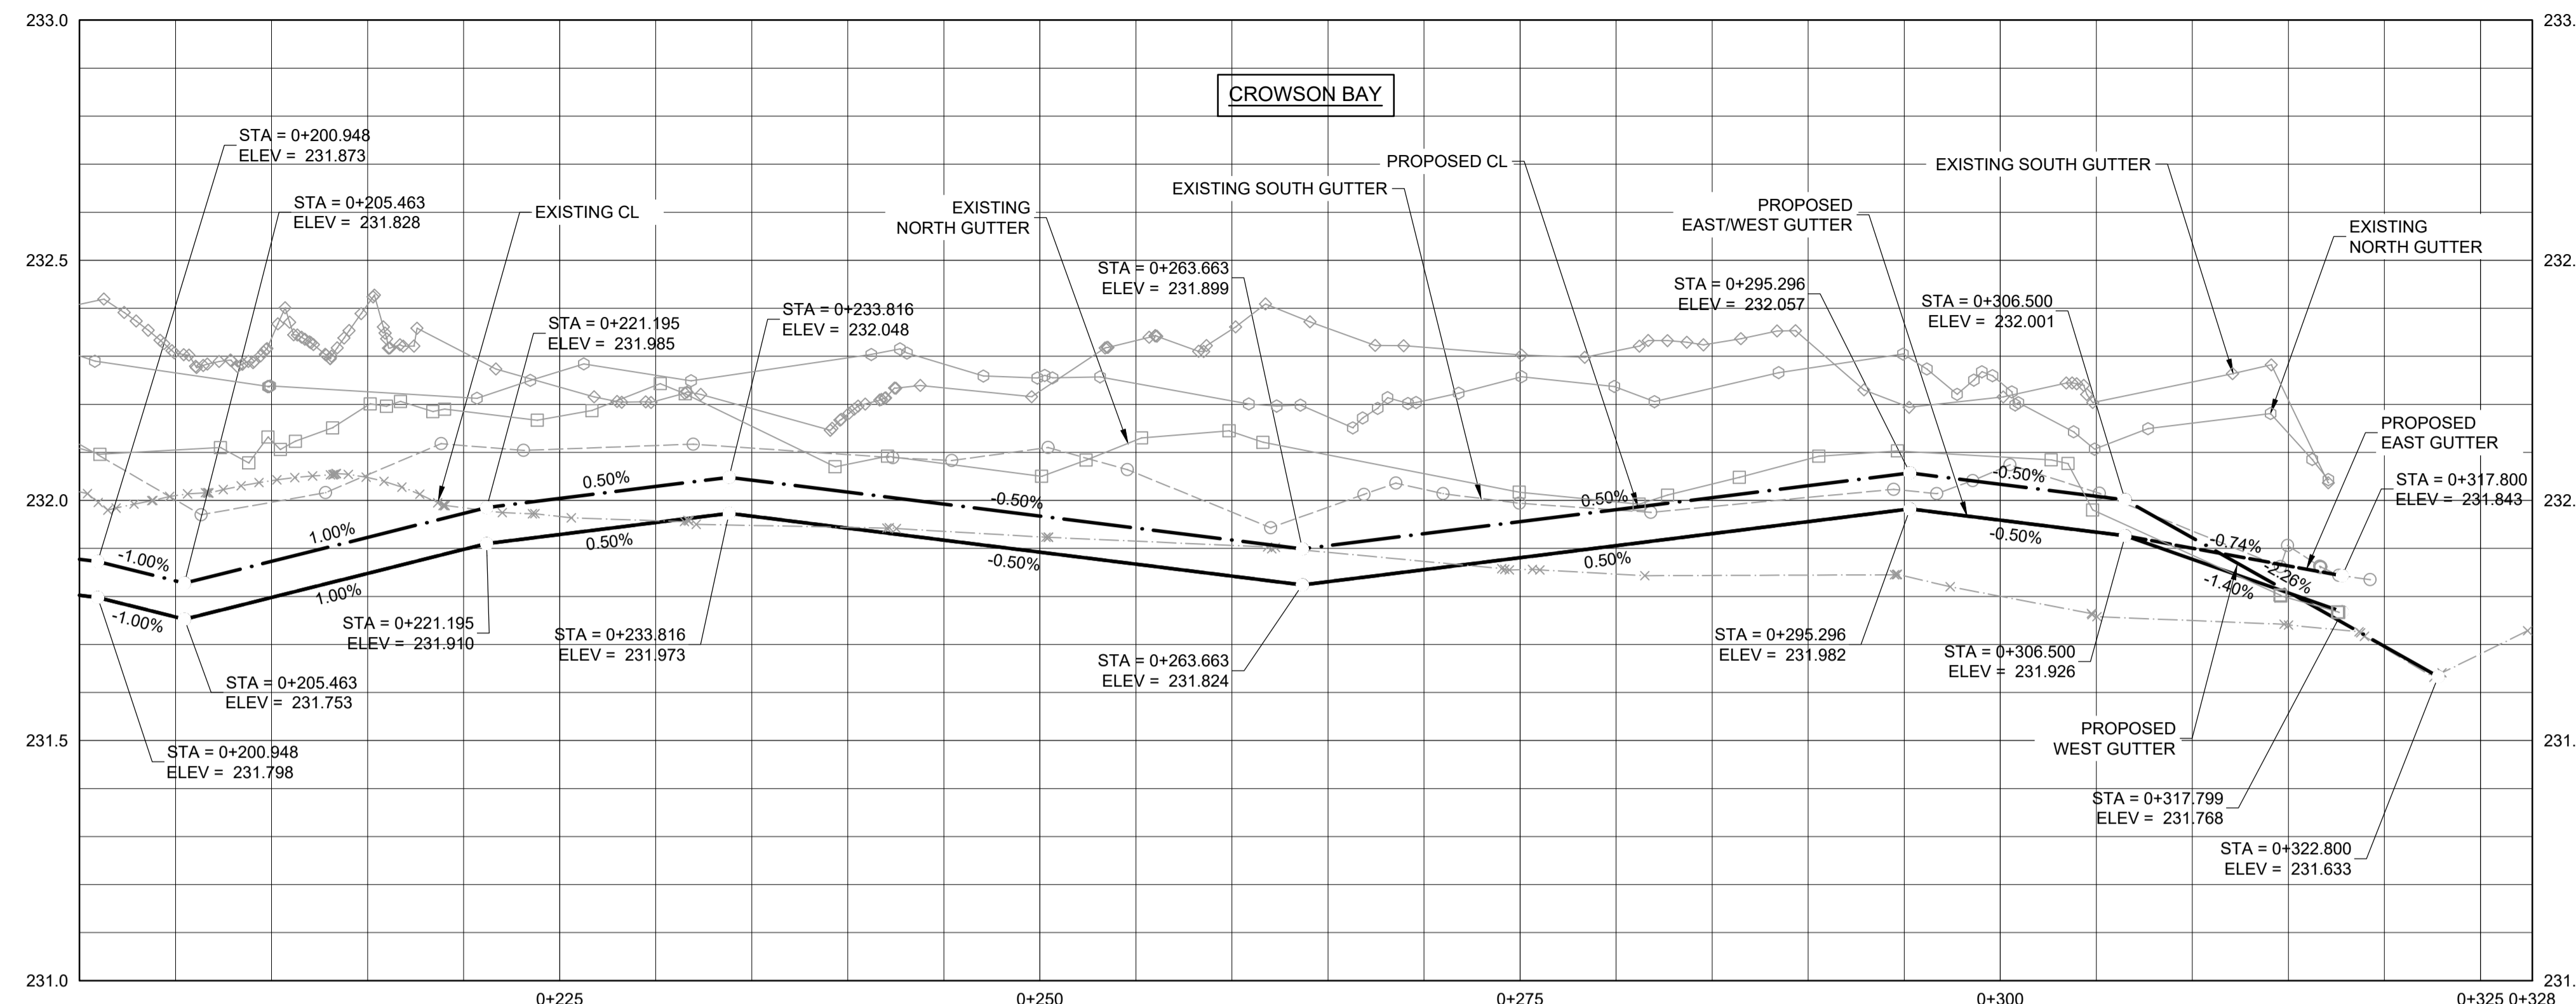 233.0
233.
CROWSON BAY
STA = 0+200.948
ELEV = 231.873
STA = 0+205.463
ELEV = 231.828
EXISTING CL
EXISTING
NORTH GUTTER
EXISTING SOUTH GUTTER
PROPOSED CL
PROPOSED
EAST/WEST GUTTER
EXISTING SOUTH GUTTER
EXISTING
NORTH GUTTER
232.5
232.
STA = 0+221.195
ELEV = 231.985
STA = 0+233.816
ELEV = 232.048
STA = 0+263.663
ELEV = 231.899
STA = 0+295.296
ELEV = 232.057
STA = 0+306.500
ELEV = 232.001
PROPOSED
EAST GUTTER
STA = 0+317.800
ELEV = 231.843
232.0
232.
-1.00%
1.00%
0.50%
-0.50%
0.50%
-0.50%
-0.74%
-2.26%
-1.40%
-1.00%
1.00%
0.50%
-0.50%
0.50%
-0.50%
STA = 0+221.195
ELEV = 231.910
STA = 0+233.816
ELEV = 231.973
STA = 0+263.663
ELEV = 231.824
STA = 0+295.296
ELEV = 231.982
STA = 0+306.500
ELEV = 231.926
STA = 0+205.463
ELEV = 231.753
STA = 0+200.948
ELEV = 231.798
PROPOSED
WEST GUTTER
231.5
231.
STA = 0+317.799
ELEV = 231.768
STA = 0+322.800
ELEV = 231.633
231.0
231.
0+225
0+250
0+275
0+300
0+325
0+328